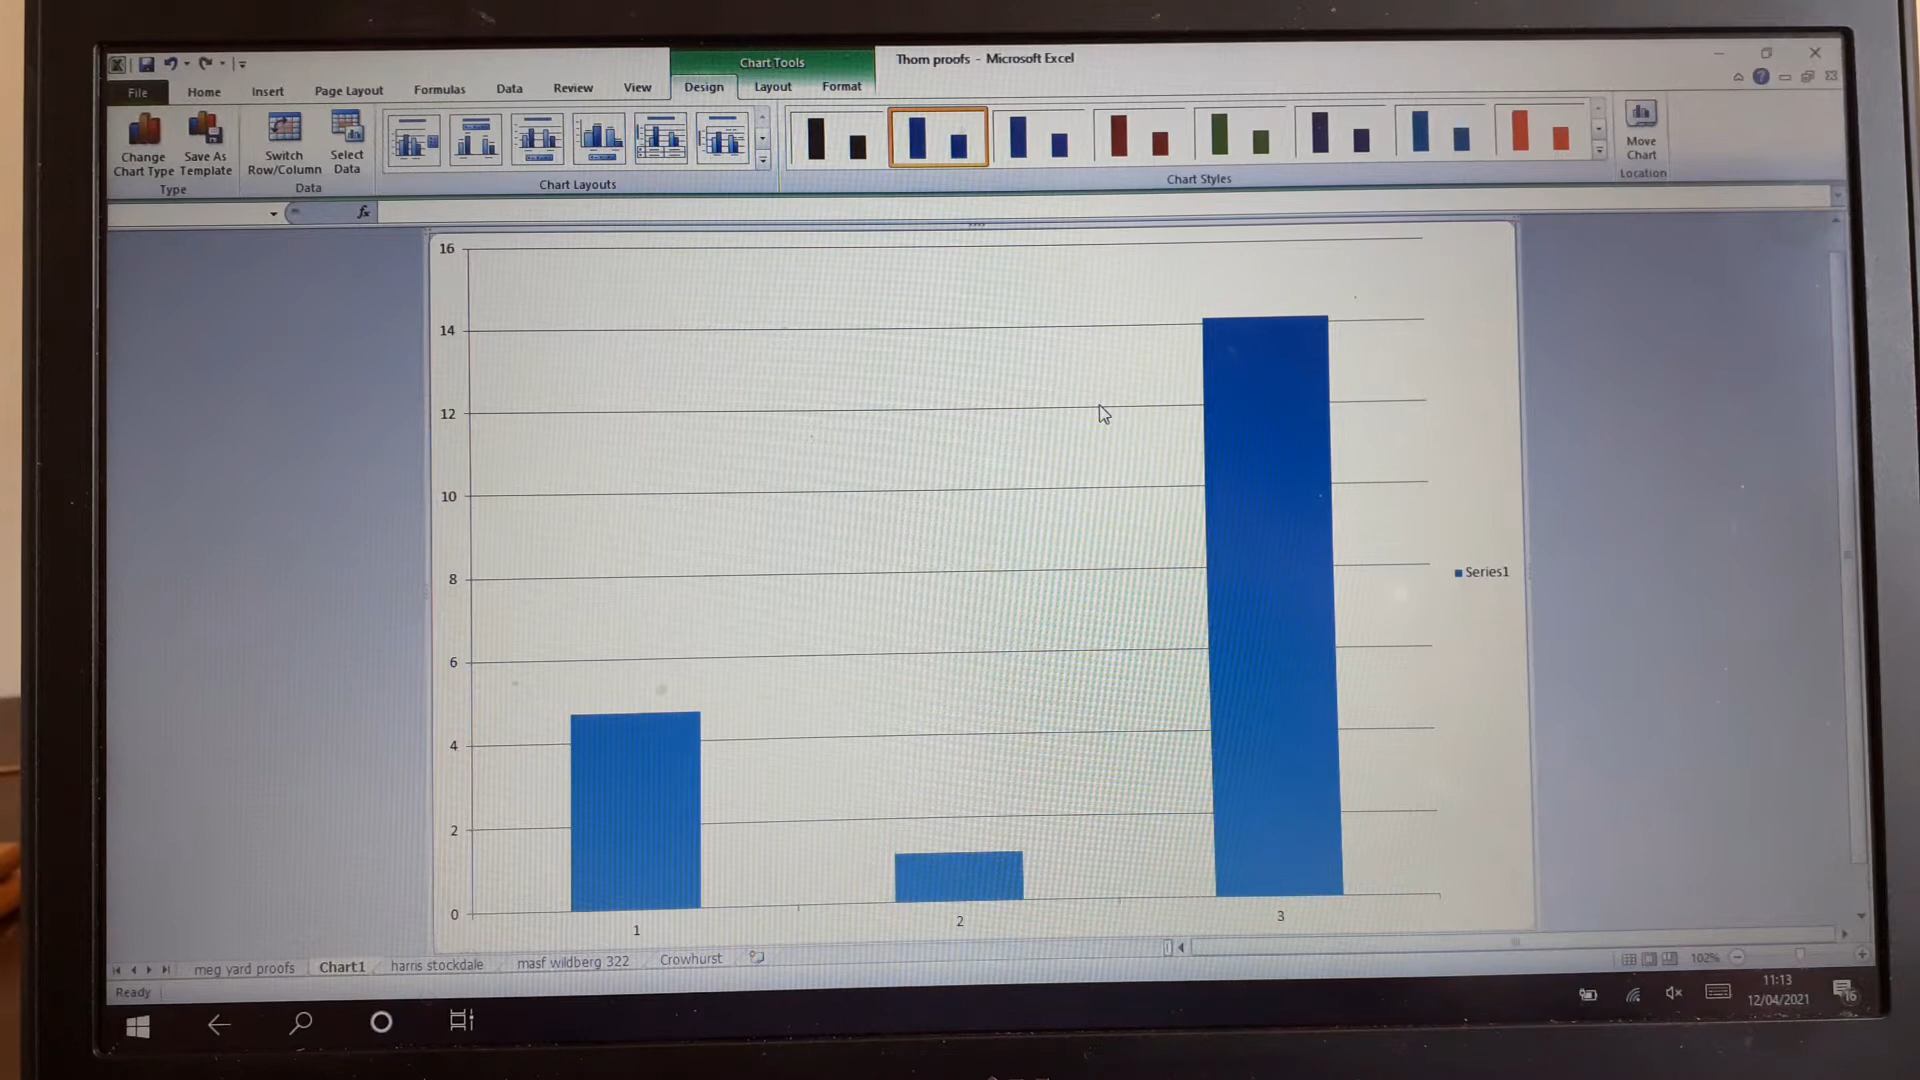 Chart Tools
Thom proofs - Microsoft Excel
File Home Insert Page Layout Formulas Data Review View Design Layout Format
Change Chart Type
Save As Template
Switch Row/Column
Select Data
Move Chart
Type
Data
Chart Layouts
Chart Styles
Location
fx
16
14
12
10
8
6
4
2
0
1
2
3
Series1
meg yard proofs Chart1 harris stockdale masf wildberg 322 Crowhurst
Ready
102%
11:13
12/04/2021
16